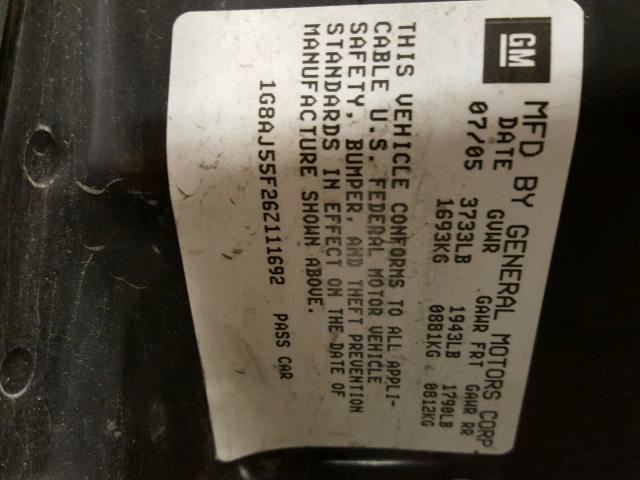 GM
MFD BY GENERAL MOTORS CORP
DATE GVWR GAWR FRT GAWR RR
07/05 3733LB 1943LB 1790LB
1693KG 0881KG 0812KG
THIS VEHICLE CONFORMS TO ALL APPLI-
CABLE U.S. FEDERAL MOTOR VEHICLE
SAFETY, BUMPER, AND THEFT PREVENTION
STANDARDS IN EFFECT ON THE DATE OF
MANUFACTURE SHOWN ABOVE.
1G8AJ55F26Z111692 PASS CAR